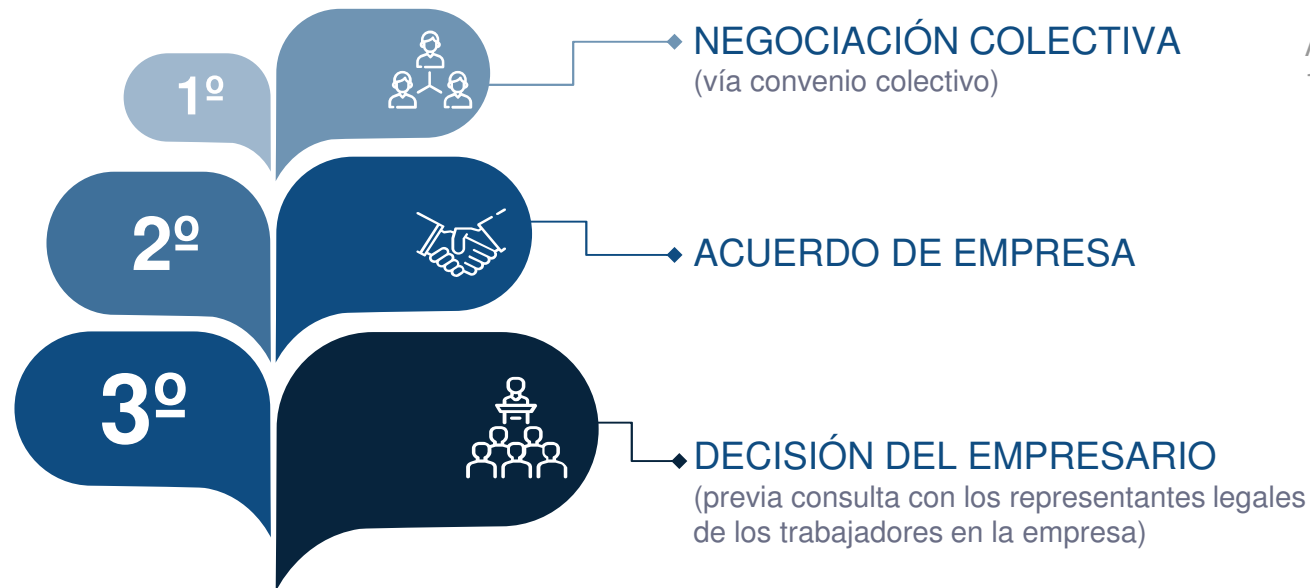 1º
NEGOCIACIÓN COLECTIVA
(vía convenio colectivo)
2º
ACUERDO DE EMPRESA
3º
DECISIÓN DEL EMPRESARIO
(previa consulta con los representantes legales
de los trabajadores en la empresa)